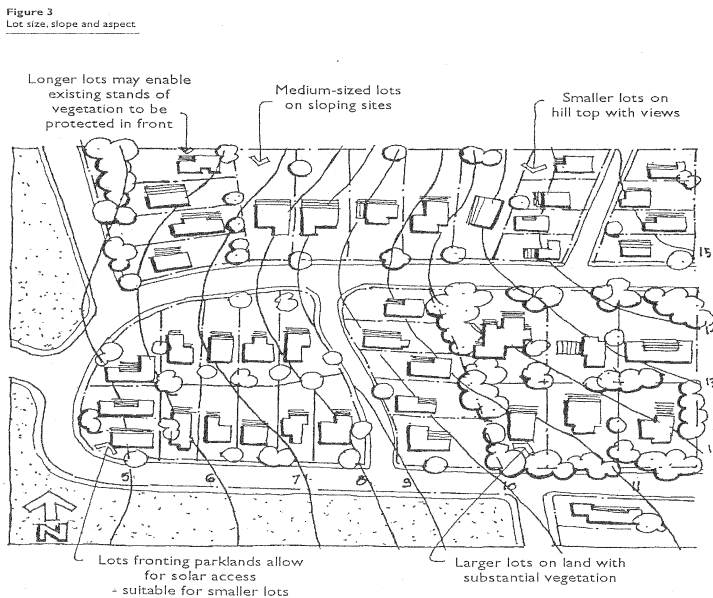 Figure 3
Lot size, slope and aspect
Longer lots may enable
existing stands of
vegetation to be
protected in front
Medium-sized lots
on sloping sites
Smaller lots on
hill top with views
15
13
5
6
7
8
9
10
11
N
Lots fronting parklands allow
for solar access
- suitable for smaller lots
Larger lots on land with
substantial vegetation